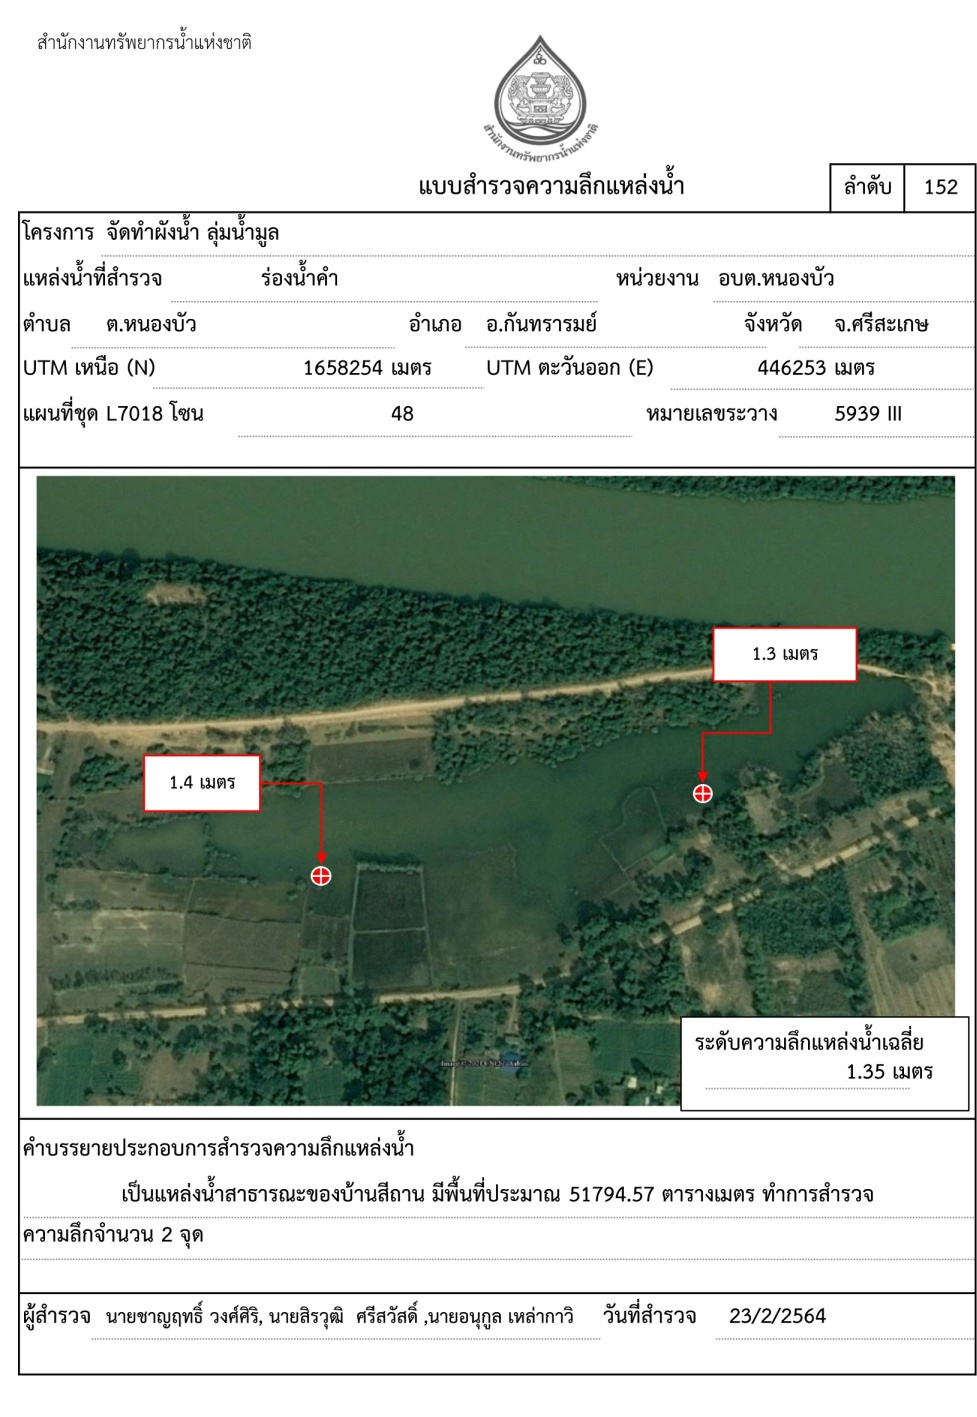 สำนักงานทรัพยากรน้ำแห่งชาติ
สำนักงานทรัพยากรน้ำแห่งชาติ
แบบสำรวจความลึกแหล่งน้ำ
ลำดับ 152
โครงการ จัดทำผังน้ำ ลุ่มน้ำมูล
แหล่งน้ำที่สำรวจ ร่องน้ำคำ หน่วยงาน อบต.หนองบัว
ตำบล ต.หนองบัว อำเภอ อ.กันทรารมย์ จังหวัด จ.ศรีสะเกษ
UTM เหนือ (N) 1658254 เมตร UTM ตะวันออก (E) 446253 เมตร
แผนที่ชุด L7018 โซน 48 หมายเลขระวาง 5939 III
1.3 เมตร
1.4 เมตร
ระดับความลึกแหล่งน้ำเฉลี่ย
1.35 เมตร
คำบรรยายประกอบการสำรวจความลึกแหล่งน้ำ
เป็นแหล่งน้ำสาธารณะของบ้านสีถาน มีพื้นที่ประมาณ 51794.57 ตารางเมตร ทำการสำรวจ
ความลึกจำนวน 2 จุด
ผู้สำรวจ นายชาญฤทธิ์ วงศ์ศิริ, นายสิรวุฒิ ศรีสวัสดิ์ ,นายอนุกูล เหล่ากาวิ วันที่สำรวจ 23/2/2564